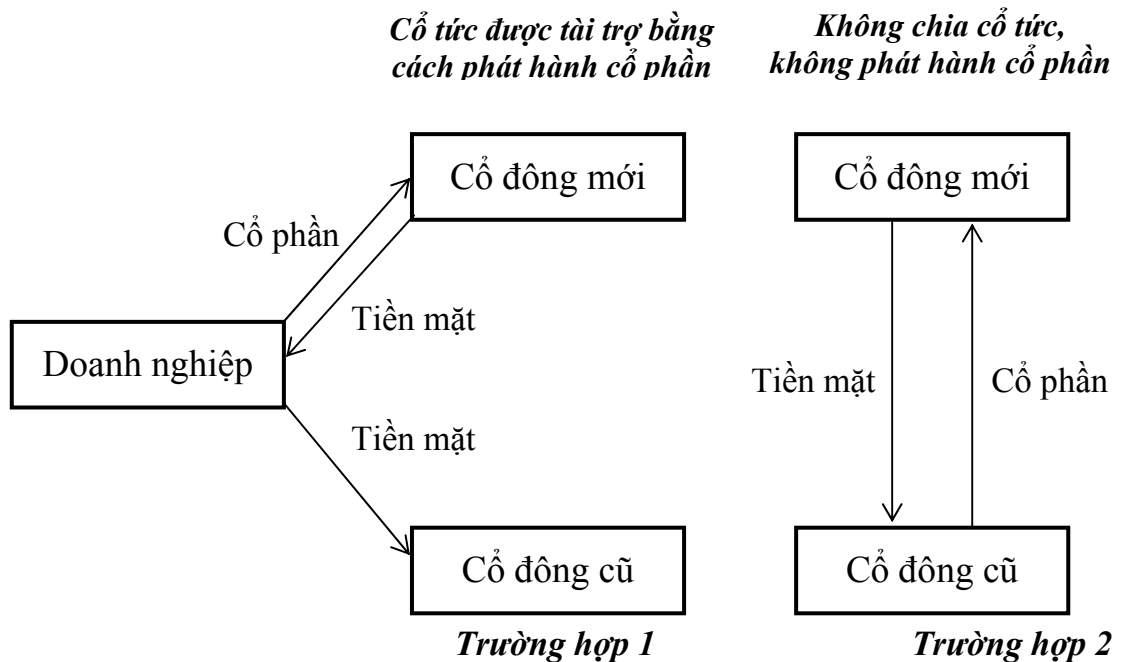 Cổ tức được tài trợ bằng
cách phát hành cổ phần
Không chia cổ tức,
không phát hành cổ phần
Cổ đông mới
Cổ đông mới
Cổ phần
Tiền mặt
Doanh nghiệp
Tiền mặt
Cổ phần
Tiền mặt
Cổ đông cũ
Cổ đông cũ
Trường hợp 1
Trường hợp 2